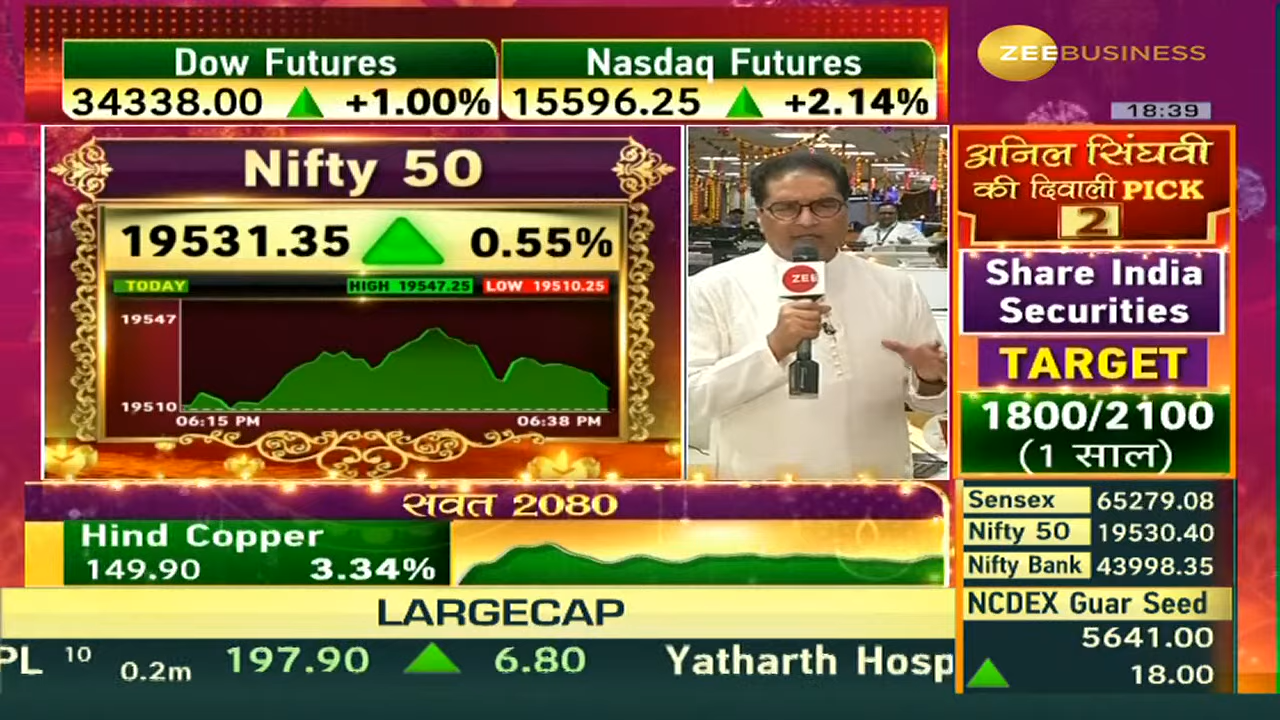 Dow Futures
34338.00 +1.00%
Nasdaq Futures
15596.25 +2.14%
ZEEBUSINESS
18:39
Nifty 50
19531.35 0.55%
TODAY HIGH 19547.25 LOW 19510.25
19547
19510
06:15 PM 06:38 PM
ZEE
अनिल सिंघवी
की दिवाली PICK
2
Share India
Securities
TARGET
1800/2100
(1 साल)
संवत 2080
Hind Copper
149.90 3.34%
Sensex 65279.08
Nifty 50 19530.40
Nifty Bank 43998.35
NCDEX Guar Seed
5641.00
18.00
LARGECAP
PL 10 0.2m 197.90 6.80 Yatharth Hosp